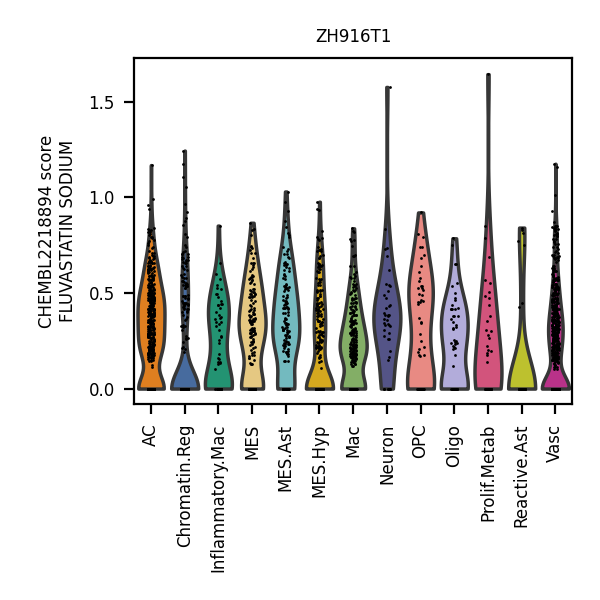 ZH916T1
CHEMBL2218894 score
FLUVASTATIN SODIUM
1.5
1.0
0.5
0.0
AC
Chromatin.Reg
Inflammatory.Mac
MES
MES.Ast
MES.Hyp
Mac
Neuron
OPC
Oligo
Prolif.Metab
Reactive.Ast
Vasc